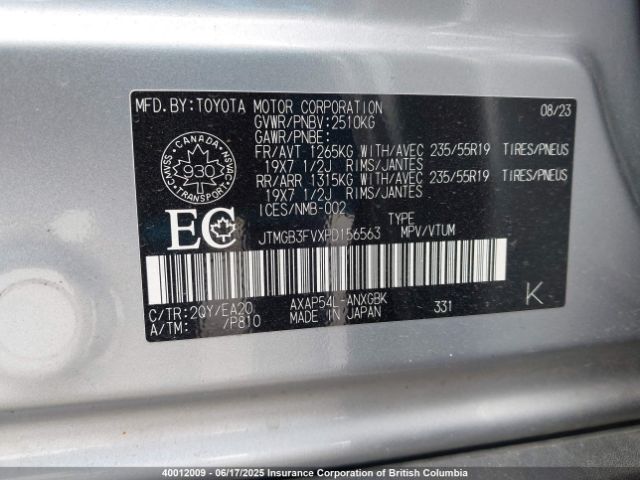 MFD.BY:TOYOTA MOTOR CORPORATION 08/23
GVWR/PNBV:2510KG
GAWR/PNBE:
FR/AVT 1265KG WITH/AVEC 235/55R19 TIRES/PNEUS
19X7 1/2J RIMS/JANTES
RR/ARR 1315KG WITH/AVEC 235/55R19 TIRES/PNEUS
19X7 1/2J RIMS/JANTES
ICES/NMB-002
CANADA
930
NSVAC
SMMA
EC
TYPE
JTMGB3FVXPD156563 MPV/VTUM
C/TR:2QY/EA20 AXAP54L-ANXGBK 331 K
A/TM: /P810 MADE IN JAPAN
40012009 - 06/17/2025 Insurance Corporation of British Columbia